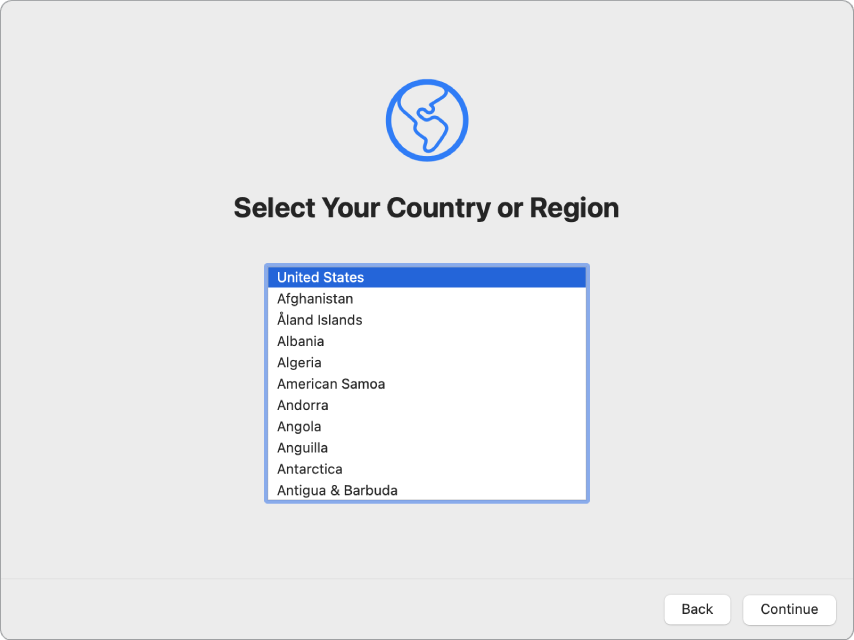 Select Your Country or Region
United States
Afghanistan
Åland Islands
Albania
Algeria
American Samoa
Andorra
Angola
Anguilla
Antarctica
Antigua & Barbuda
Back
Continue